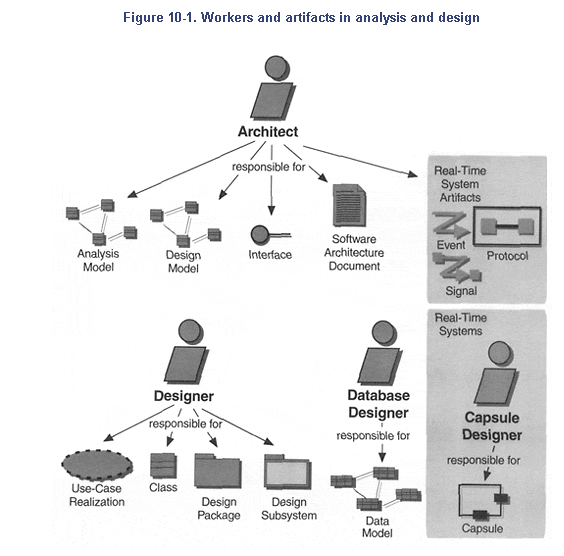 Figure 10-1. Workers and artifacts in analysis and design
Architect
responsible for
Analysis
Model
Design
Model
Interface
Software
Architecture
Document
Real-Time
System
Artifacts
Event
Protocol
Signal
Designer
responsible for
Use-Case
Realization
Class
Design
Package
Design
Subsystem
Database
Designer
responsible for
Data
Model
Real-Time
Systems
Capsule
Designer
responsible for
Capsule